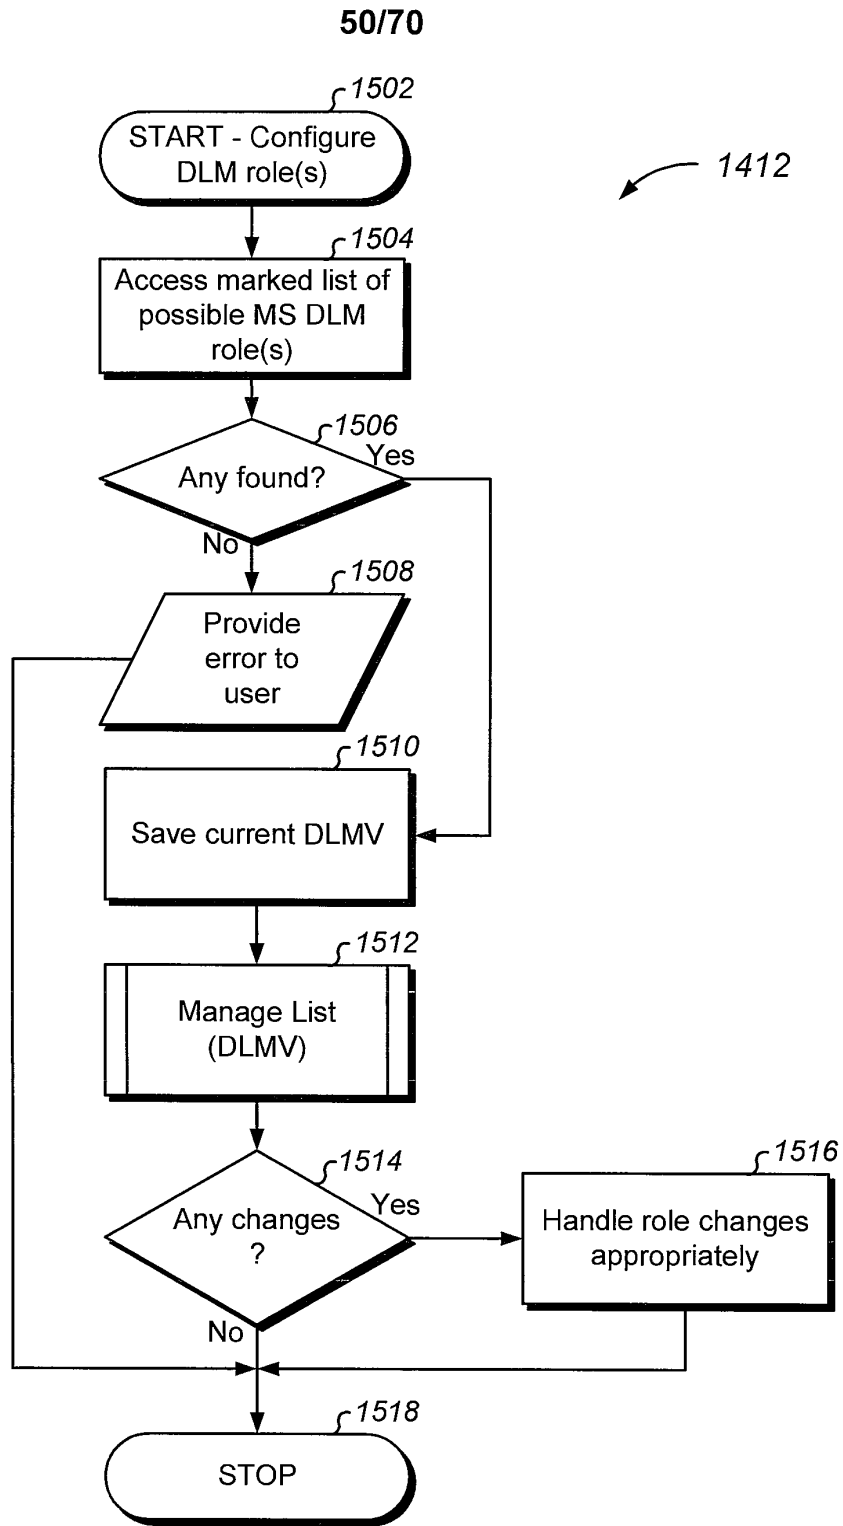 50/70
1502
START - Configure
DLM role(s)
1412
1504
Access marked list of
possible MS DLM
role(s)
1506
Yes
Any found?
No
1508
Provide
error to
user
1510
Save current DLMV
1512
Manage List
(DLMV)
1514
Yes
Any changes
?
No
1516
Handle role changes
appropriately
1518
STOP